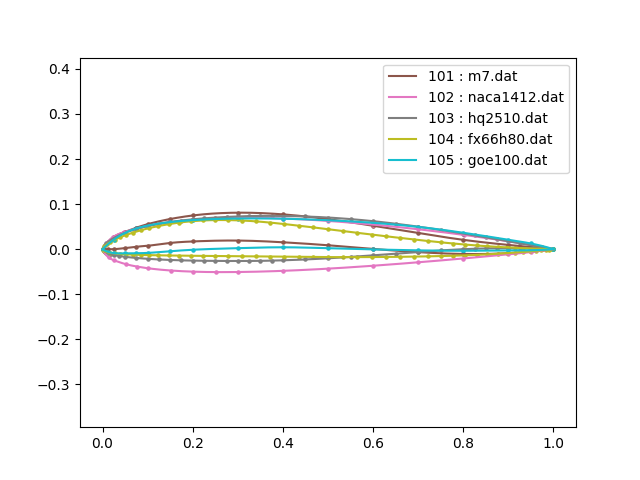 0.4
0.3
0.2
0.1
0.0
−0.1
−0.2
−0.3
0.0 0.2 0.4 0.6 0.8 1.0
101 : m7.dat
102 : naca1412.dat
103 : hq2510.dat
104 : fx66h80.dat
105 : goe100.dat